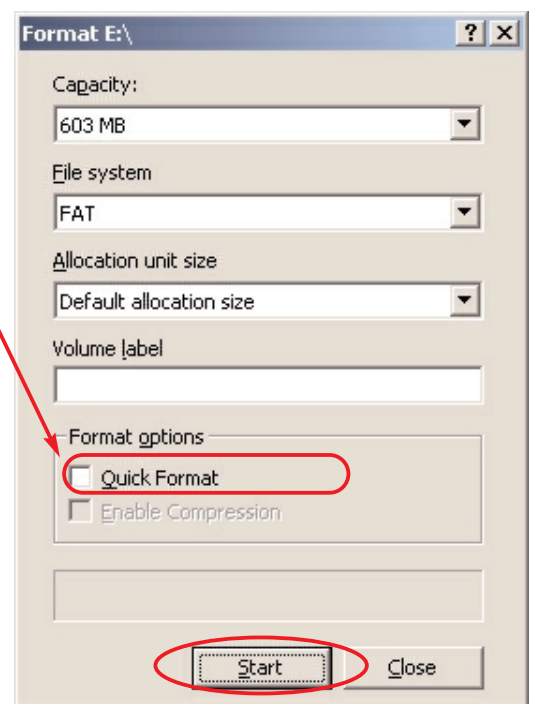 Format E:\
Capacity:
603 MB
File system
FAT
Allocation unit size
Default allocation size
Volume label
Format options
Quick Format
Enable Compression
Start
Close